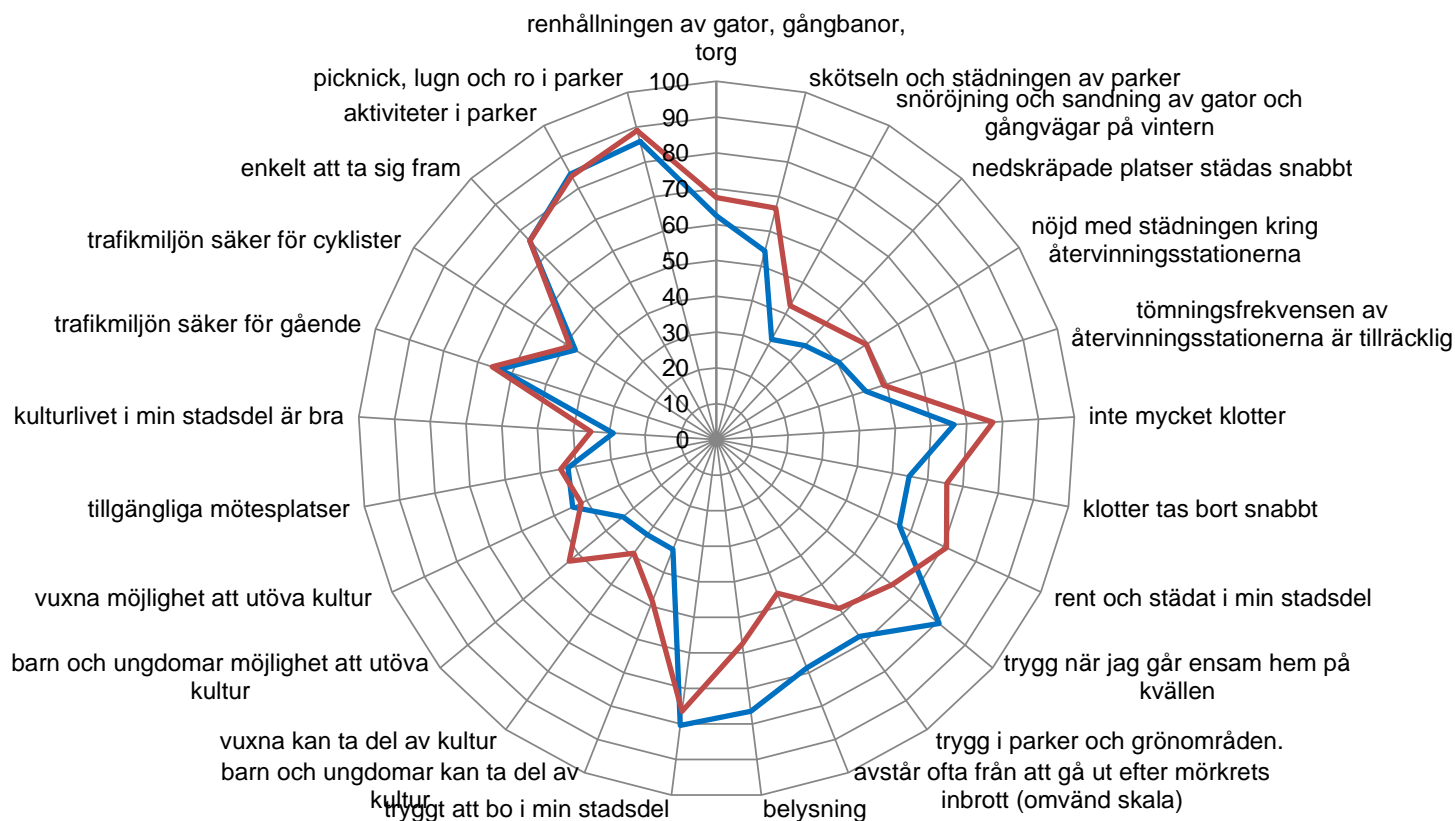 renhållningen av gator, gångbanor,
torg
skötseln och städningen av parker
snöröjning och sandning av gator och
gångvägar på vintern
nedskräpade platser städas snabbt
nöjd med städningen kring
återvinningsstationerna
tömningsfrekvensen av
återvinningsstationerna är tillräcklig
inte mycket klotter
klotter tas bort snabbt
rent och städat i min stadsdel
trygg när jag går ensam hem på
kvällen
trygg i parker och grönområden.
avstår ofta från att gå ut efter mörkrets
inbrott (omvänd skala)
belysning
tryggt att bo i min stadsdel
barn och ungdomar kan ta del av
kultur
vuxna kan ta del av kultur
barn och ungdomar möjlighet att utöva
kultur
vuxna möjlighet att utöva kultur
tillgängliga mötesplatser
kulturlivet i min stadsdel är bra
trafikmiljön säker för gående
trafikmiljön säker för cyklister
enkelt att ta sig fram
aktiviteter i parker
picknick, lugn och ro i parker
100
90
80
70
60
50
40
30
20
10
0